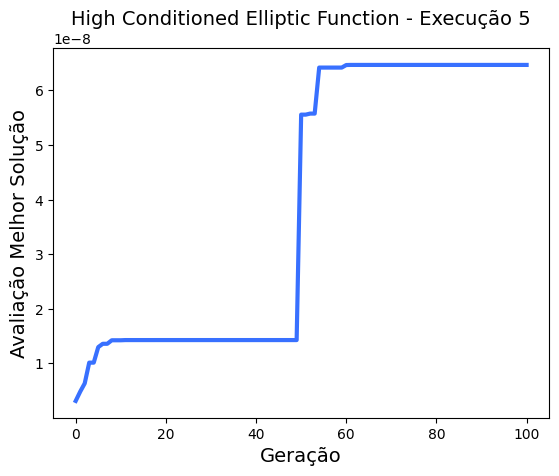 High Conditioned Elliptic Function - Execução 5
1e−8
Avaliação Melhor Solução
6
5
4
3
2
1
0 20 40 60 80 100
Geração